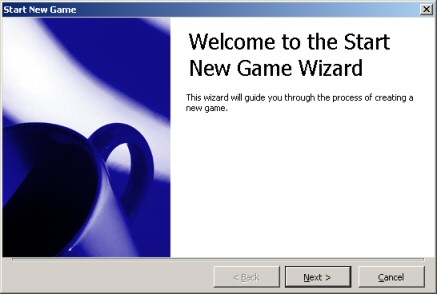 Start New Game
Welcome to the Start
New Game Wizard
This wizard will guide you through the process of creating a
new game.
< Back
Next >
Cancel